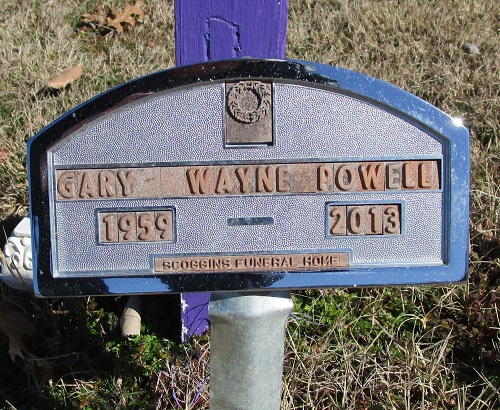 GARY WAYNE POWELL
1959 - 2013
SCOGGINS FUNERAL HOME